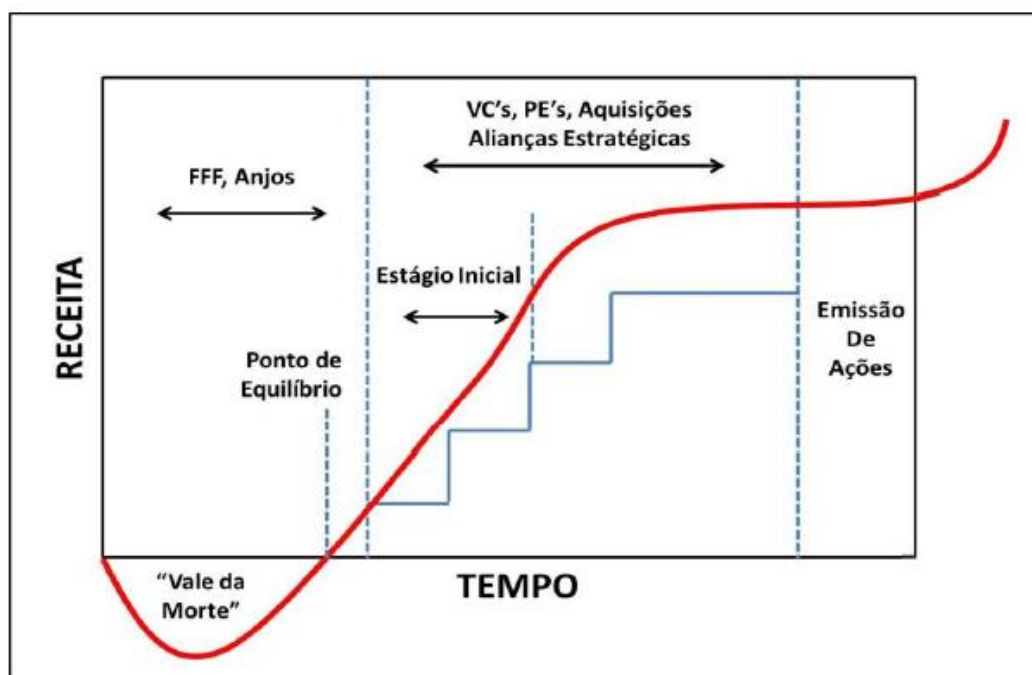 VC’s, PE’s, Aquisições
Alianças Estratégicas
FFF, Anjos
Estágio Inicial
RECEITA
Ponto de
Equilíbrio
Emissão
De
Ações
“Vale da
Morte”
TEMPO